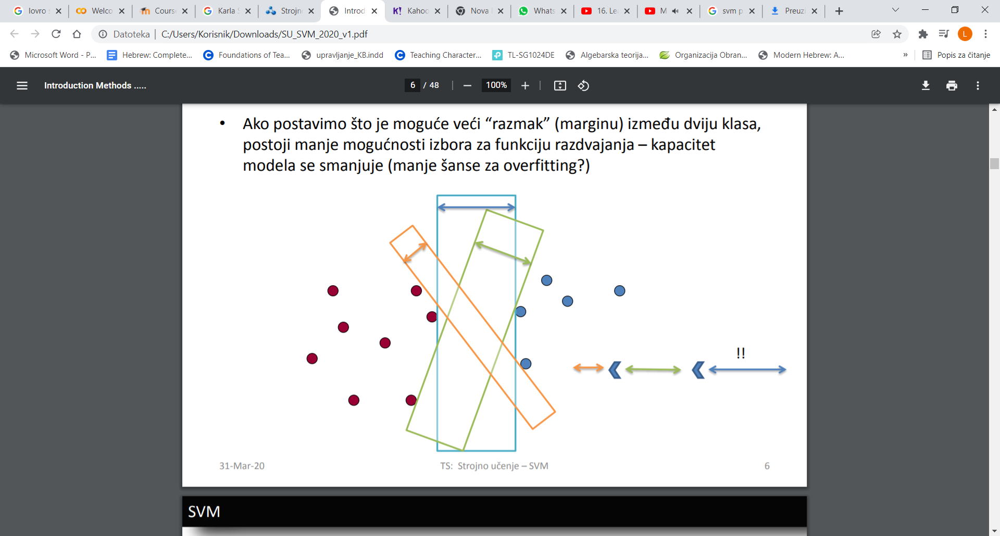 lovro
Welco
Cours
Karla
Strojn
Introd
Kahoo
Nova
Whats
16. Le
M
svm p
Preuzi
Datoteka | C:/Users/Korisnik/Downloads/SU_SVM_2020_v1.pdf
L
Microsoft Word - P...
Hebrew: Complete...
Foundations of Tea...
upravljanje_KB.indd
Teaching Character...
TL-SG1024DE
Algebarska teorija...
Organizacija Obran...
Modern Hebrew: A...
»
Popis za čitanje
Introduction Methods .....
6 / 48
100%
• Ako postavimo što je moguće veći “razmak” (marginu) između dviju klasa,
postoji manje mogućnosti izbora za funkciju razdvajanja – kapacitet
modela se smanjuje (manje šanse za overfitting?)
!!
31-Mar-20
TS: Strojno učenje – SVM
6
SVM